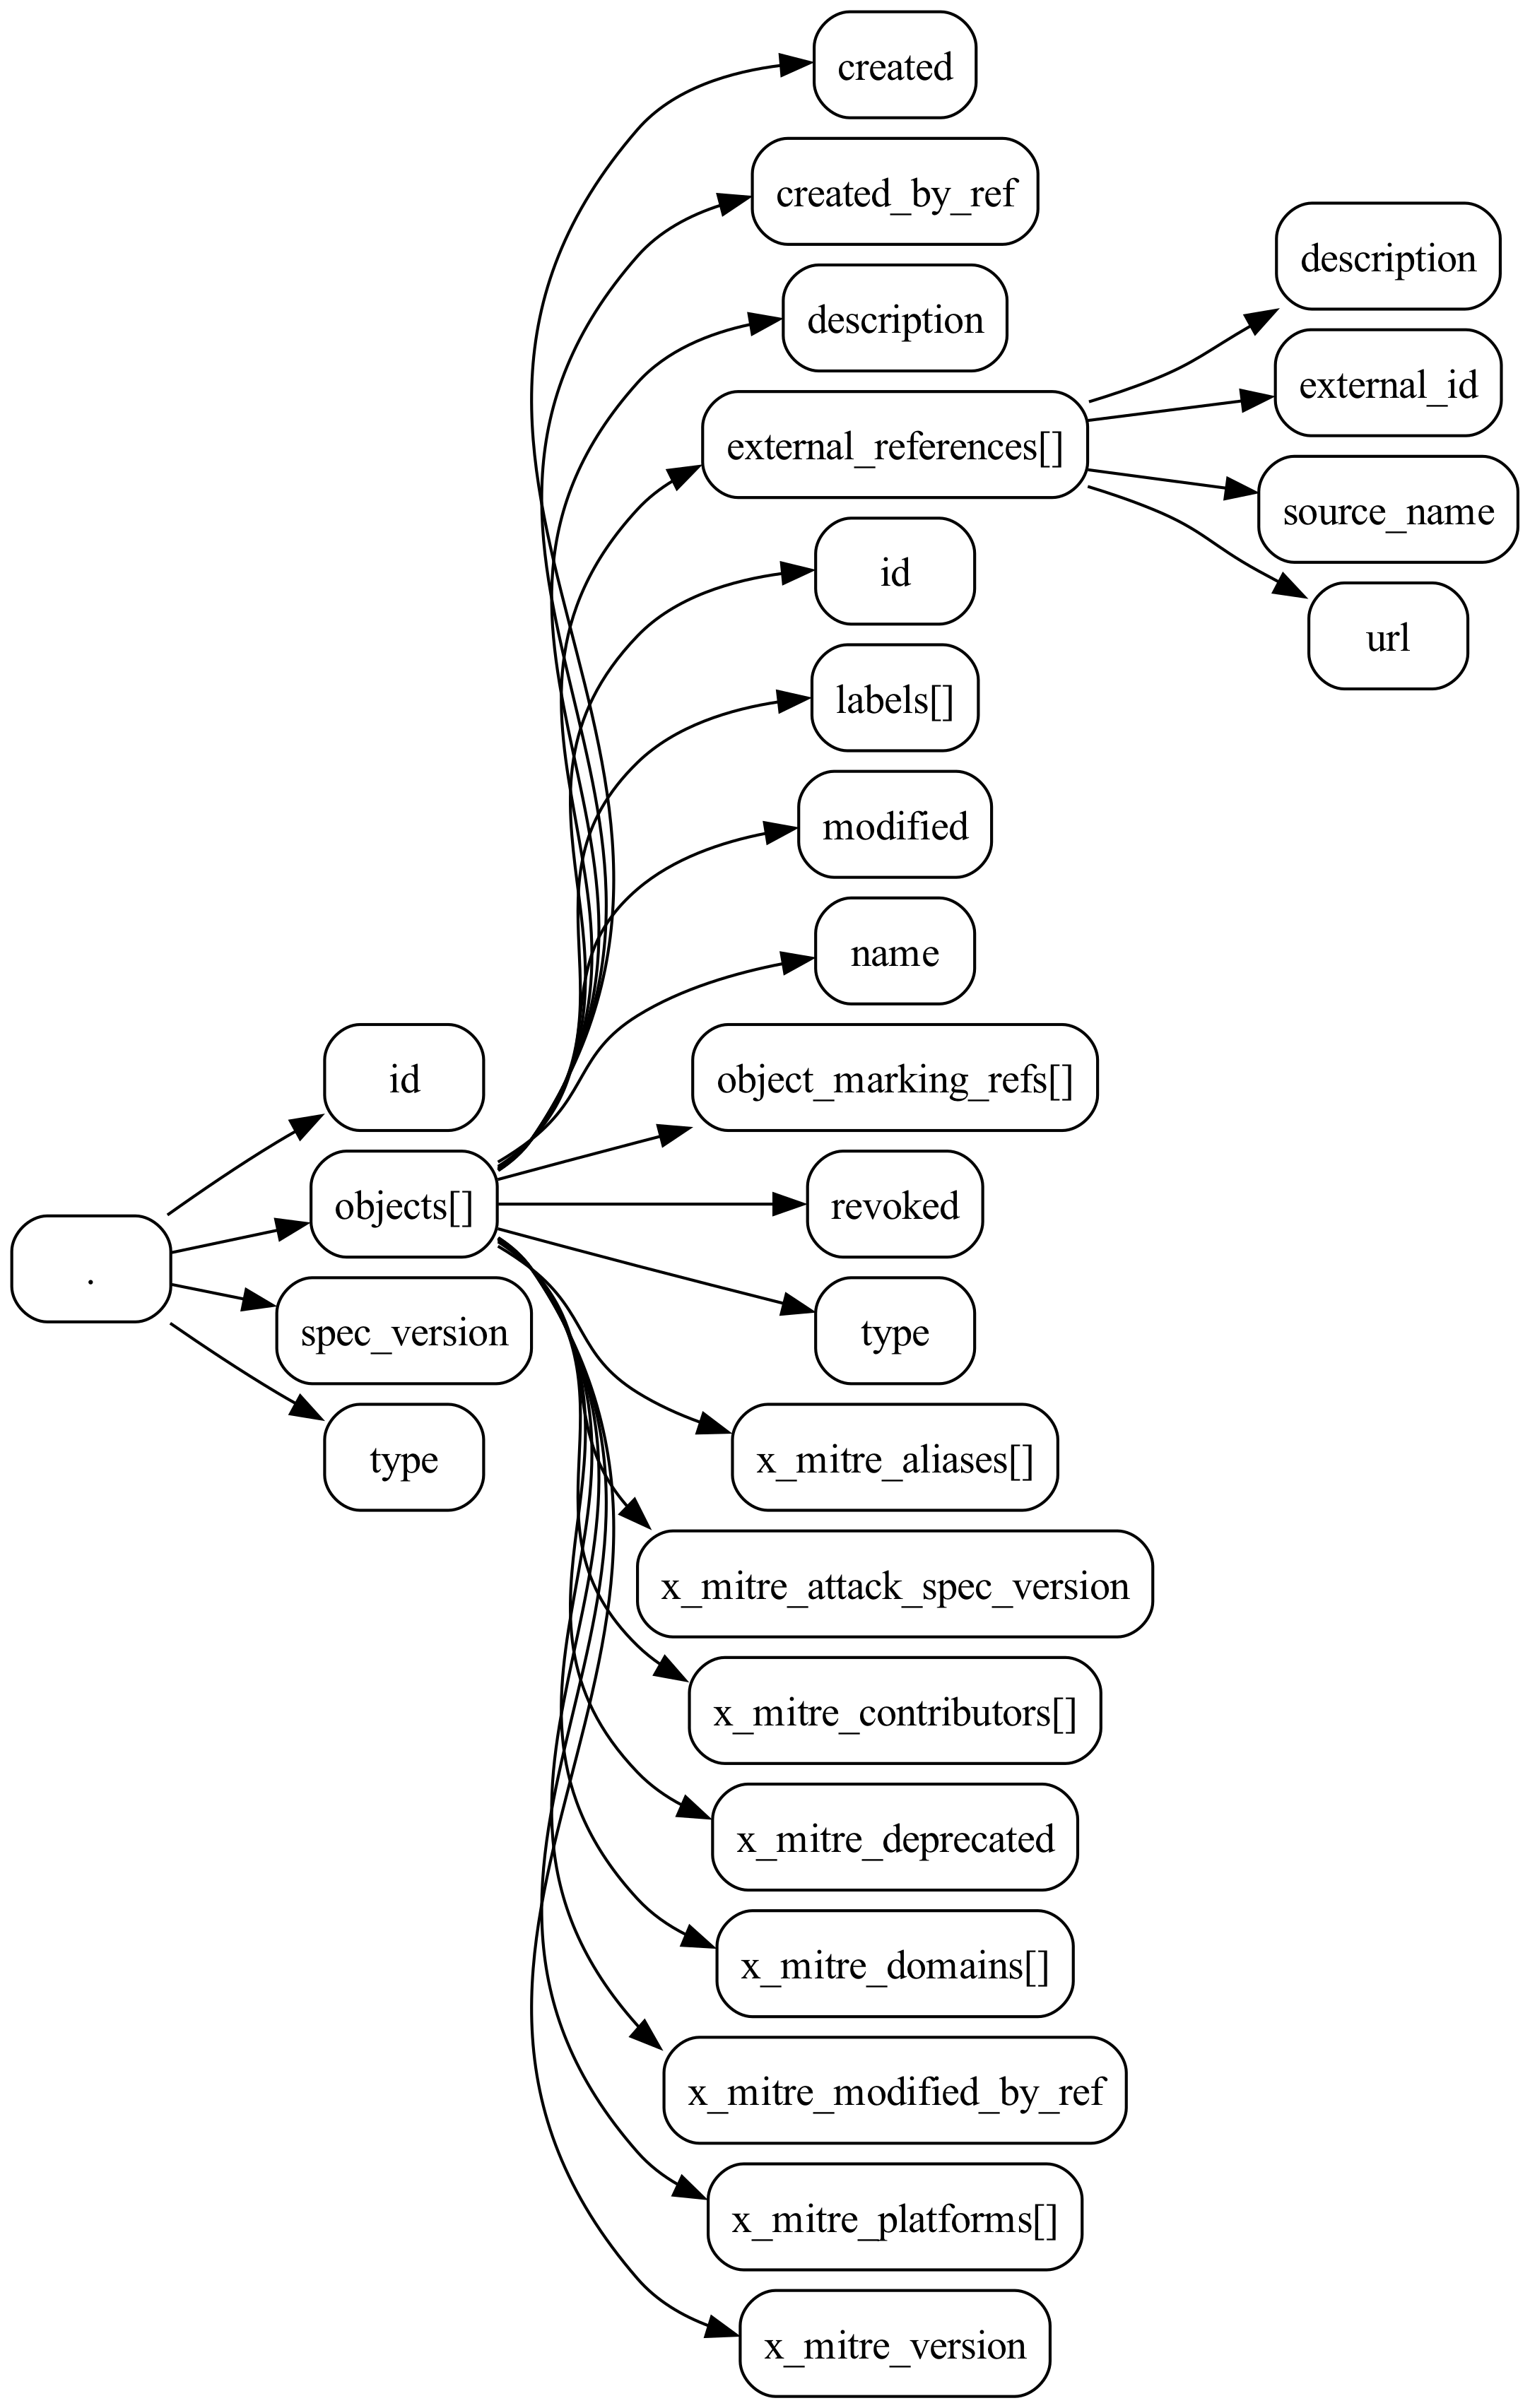 .
id
objects[]
spec_version
type
created
created_by_ref
description
external_references[]
id
labels[]
modified
name
object_marking_refs[]
revoked
type
x_mitre_aliases[]
x_mitre_attack_spec_version
x_mitre_contributors[]
x_mitre_deprecated
x_mitre_domains[]
x_mitre_modified_by_ref
x_mitre_platforms[]
x_mitre_version
description
external_id
source_name
url